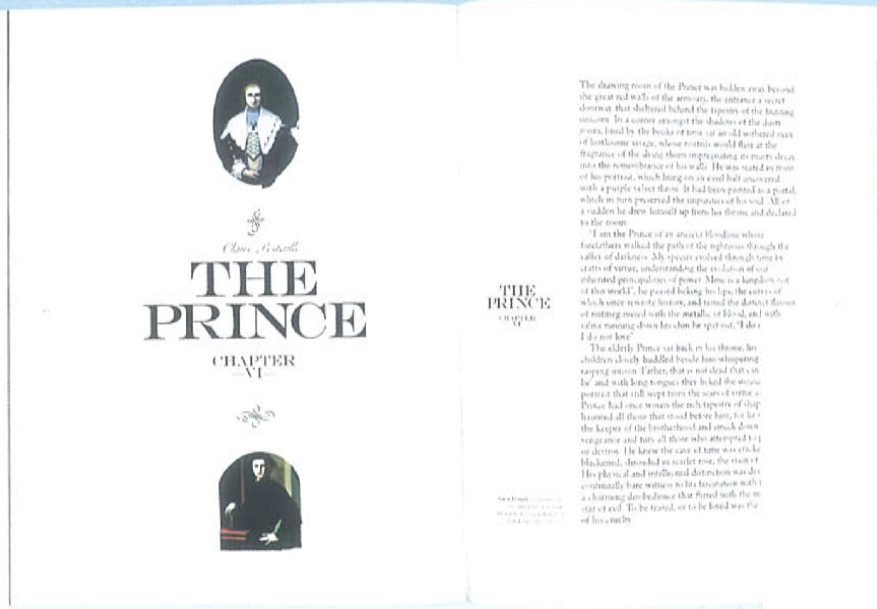 Claire
THE
PRINCE
CHAPTER
VI
THE
PRINCE
CHAPTER
VI
The drawing room of the Prince was hidden away beyond
the great red walls of the armoury, the entrance a secret
doorway that sheltered behind the tapestry of the hunting
unicorn. In a corner amongst the shadows of the dusty
room, lined by the books of time sat an old withered man
of loathsome visage, whose nostrils would flare at the
fragrance of the dying thorn impregnating its musty decay
into the remembrance of his walls. He was seated in front
of his portrait, which hung on an easel half uncovered
with a purple velvet throw. It had been painted as a portal,
which in turn preserved the impurities of his soul. All of
a sudden he drew himself up from his throne and declared
to the room
"I am the Prince of an ancient bloodline whose
forefathers walked the path of the righteous through the
valley of darkness. My species evolved through time by
of virtue, understanding the evolution of our
inherited principalities of power. Mine is a kingdom not
of this world", he paused licking his lips, the curves of
which once rewrote history, and tasted the distinct flavour
of nutmeg mixed with the metallic of blood, and with
saliva running down his chin he spit out, "I do
I do not love"
The elderly Prince sat back in his throne, his
children closely huddled beside him whispering
rasping unison 'Father, that is not dead that can
lie' and with long tongues they licked the
portrait that still wept from the scars of virtue
Prince had once woven the rich tapestry of
haunted all those that stood before him, for he
the keeper of the brotherhood and struck down
vengeance and fury all those who attempted to
or destroy. He knew the cave of time was
blackened, shrouded in scarlet rose, the stain of
His physical and intellectual distinction was
continually bare witness to his fascination with
a charming disobedience that flirted with the
star of evil. To be feared, or to be loved was the
of his cruelty